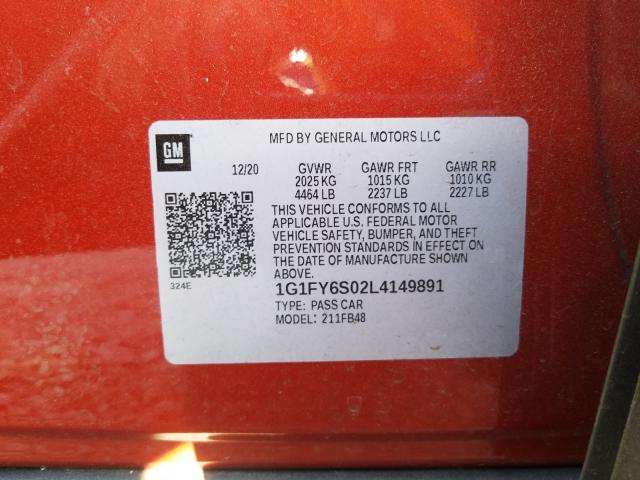 GM
MFD BY GENERAL MOTORS LLC
12/20 GVWR GAWR FRT GAWR RR
2025 KG 1015 KG 1010 KG
4464 LB 2237 LB 2227 LB
THIS VEHICLE CONFORMS TO ALL
APPLICABLE U.S. FEDERAL MOTOR
VEHICLE SAFETY, BUMPER, AND THEFT
PREVENTION STANDARDS IN EFFECT ON
THE DATE OF MANUFACTURE SHOWN
ABOVE.
324E
1G1FY6S02L4149891
TYPE: PASS CAR
MODEL: 211FB48